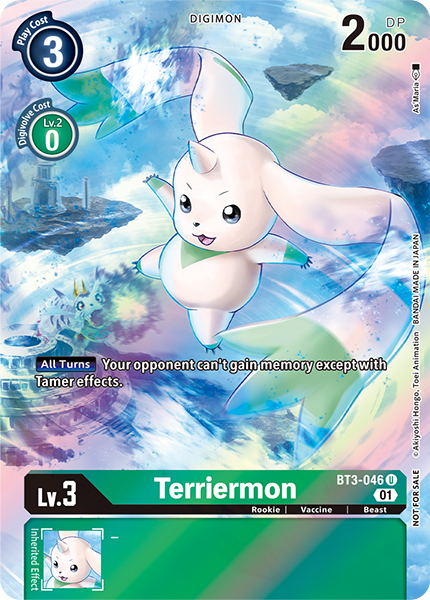 DIGIMON
Play Cost
3
2000
DP
Digivolve Cost
Lv.2
0
As'Maria
All Turns Your opponent can't gain memory except with
Tamer effects.
©Akiyoshi Hongo, Toei Animation BANDAI MADE IN JAPAN
NOT FOR SALE
Lv.3
Terriermon
BT3-046 U
01
Rookie | Vaccine | Beast
Inherited Effect
-